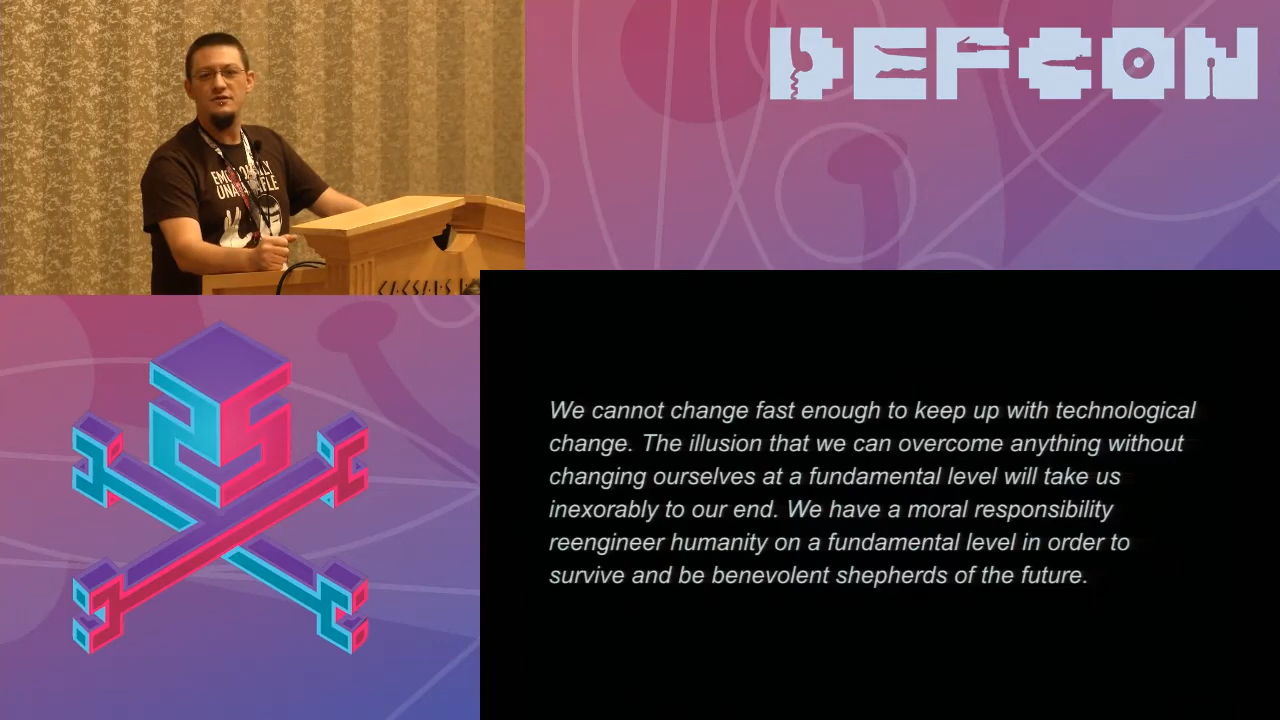 DEFCON
EMOTIONALLY
CAESARS
We cannot change fast enough to keep up with technological
change. The illusion that we can overcome anything without
changing ourselves at a fundamental level will take us
inexorably to our end. We have a moral responsibility
reengineer humanity on a fundamental level in order to
survive and be benevolent shepherds of the future.